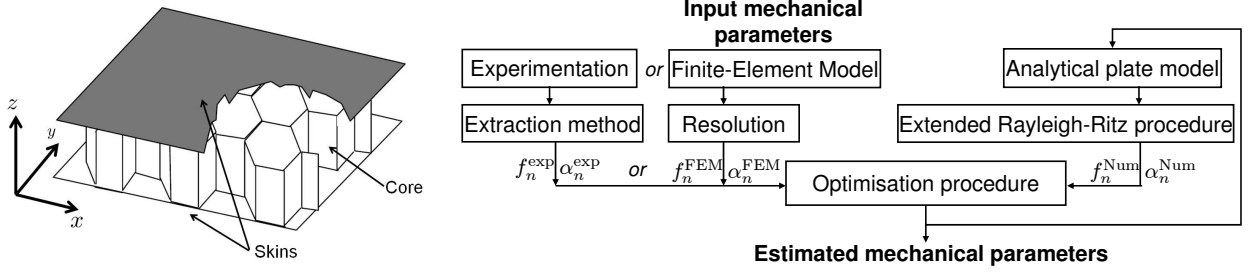 z
y
x
Core
Skins
Input mechanical
parameters
Experimentation or Finite-Element Model
Analytical plate model
Extraction method
Resolution
Extended Rayleigh-Ritz procedure
f_n^exp α_n^exp or f_n^FEM α_n^FEM
Optimisation procedure
f_n^Num α_n^Num
Estimated mechanical parameters